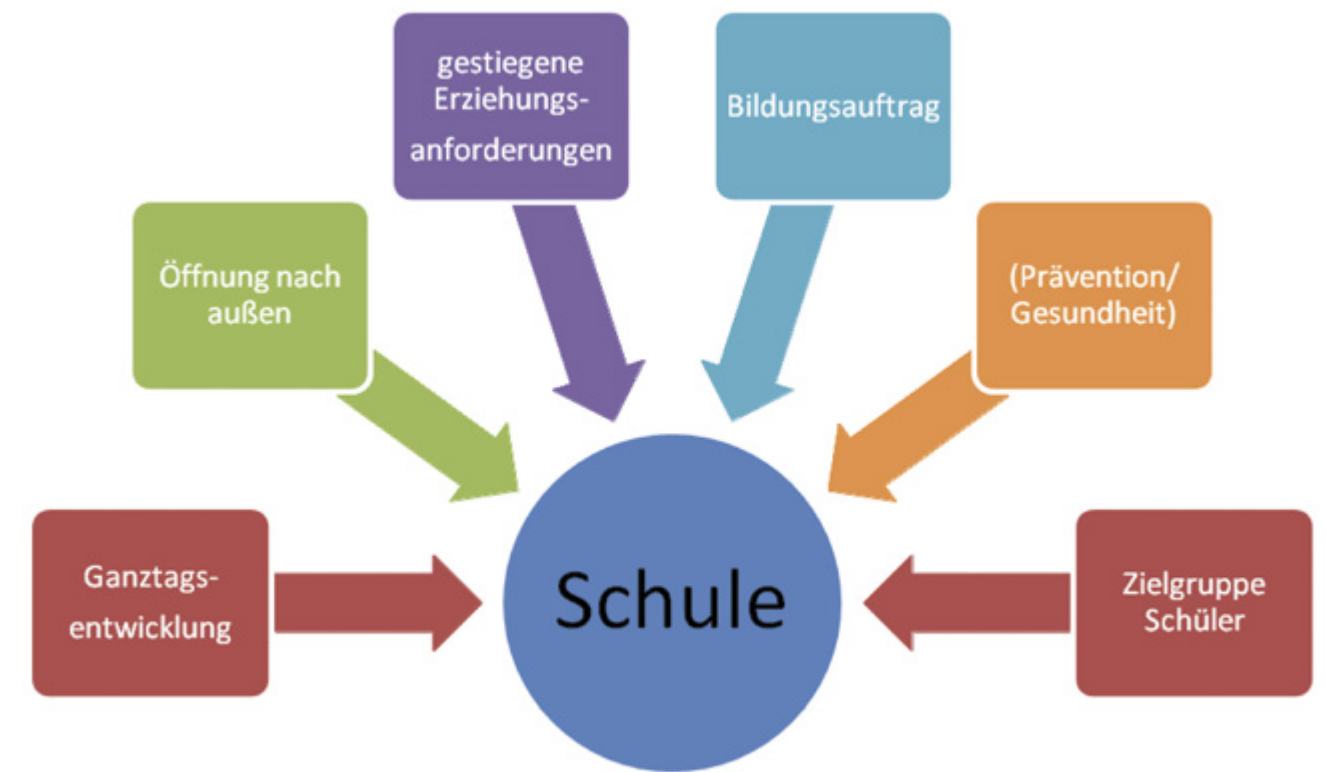 gestiegene
Erziehungs-
anforderungen
Bildungsauftrag
Öffnung nach
außen
(Prävention/
Gesundheit)
Ganztags-
entwicklung
Schule
Zielgruppe
Schüler